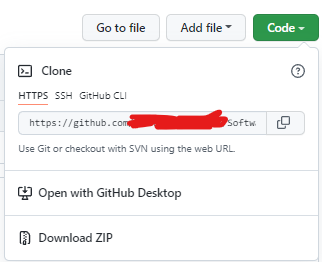 Go to file Add file Code
Clone
HTTPS SSH GitHub CLI
https://github.com Softwa
Use Git or checkout with SVN using the web URL.
Open with GitHub Desktop
Download ZIP